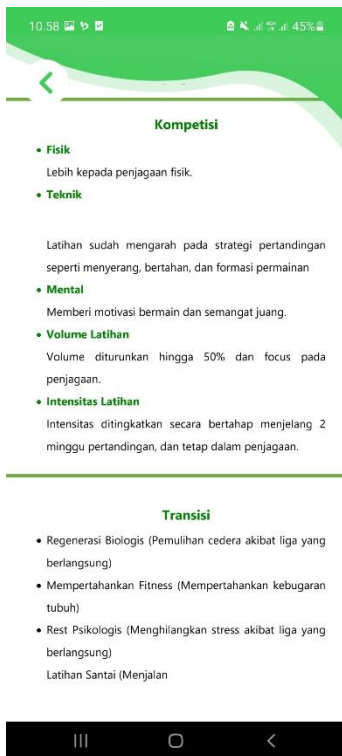 10.58
45%
Kompetisi
• Fisik
Lebih kepada penjagaan fisik.
• Teknik
Latihan sudah mengarah pada strategi pertandingan
seperti menyerang, bertahan, dan formasi permainan
• Mental
Memberi motivasi bermain dan semangat juang.
• Volume Latihan
Volume diturunkan hingga 50% dan focus pada
penjagaan.
• Intensitas Latihan
Intensitas ditingkatkan secara bertahap menjelang 2
minggu pertandingan, dan tetap dalam penjagaan.
Transisi
• Regenerasi Biologis (Pemulihan cedera akibat liga yang
berlangsung)
• Mempertahankan Fitness (Mempertahankan kebugaran
tubuh)
• Rest Psikologis (Menghilangkan stress akibat liga yang
berlangsung)
Latihan Santai (Menjalan